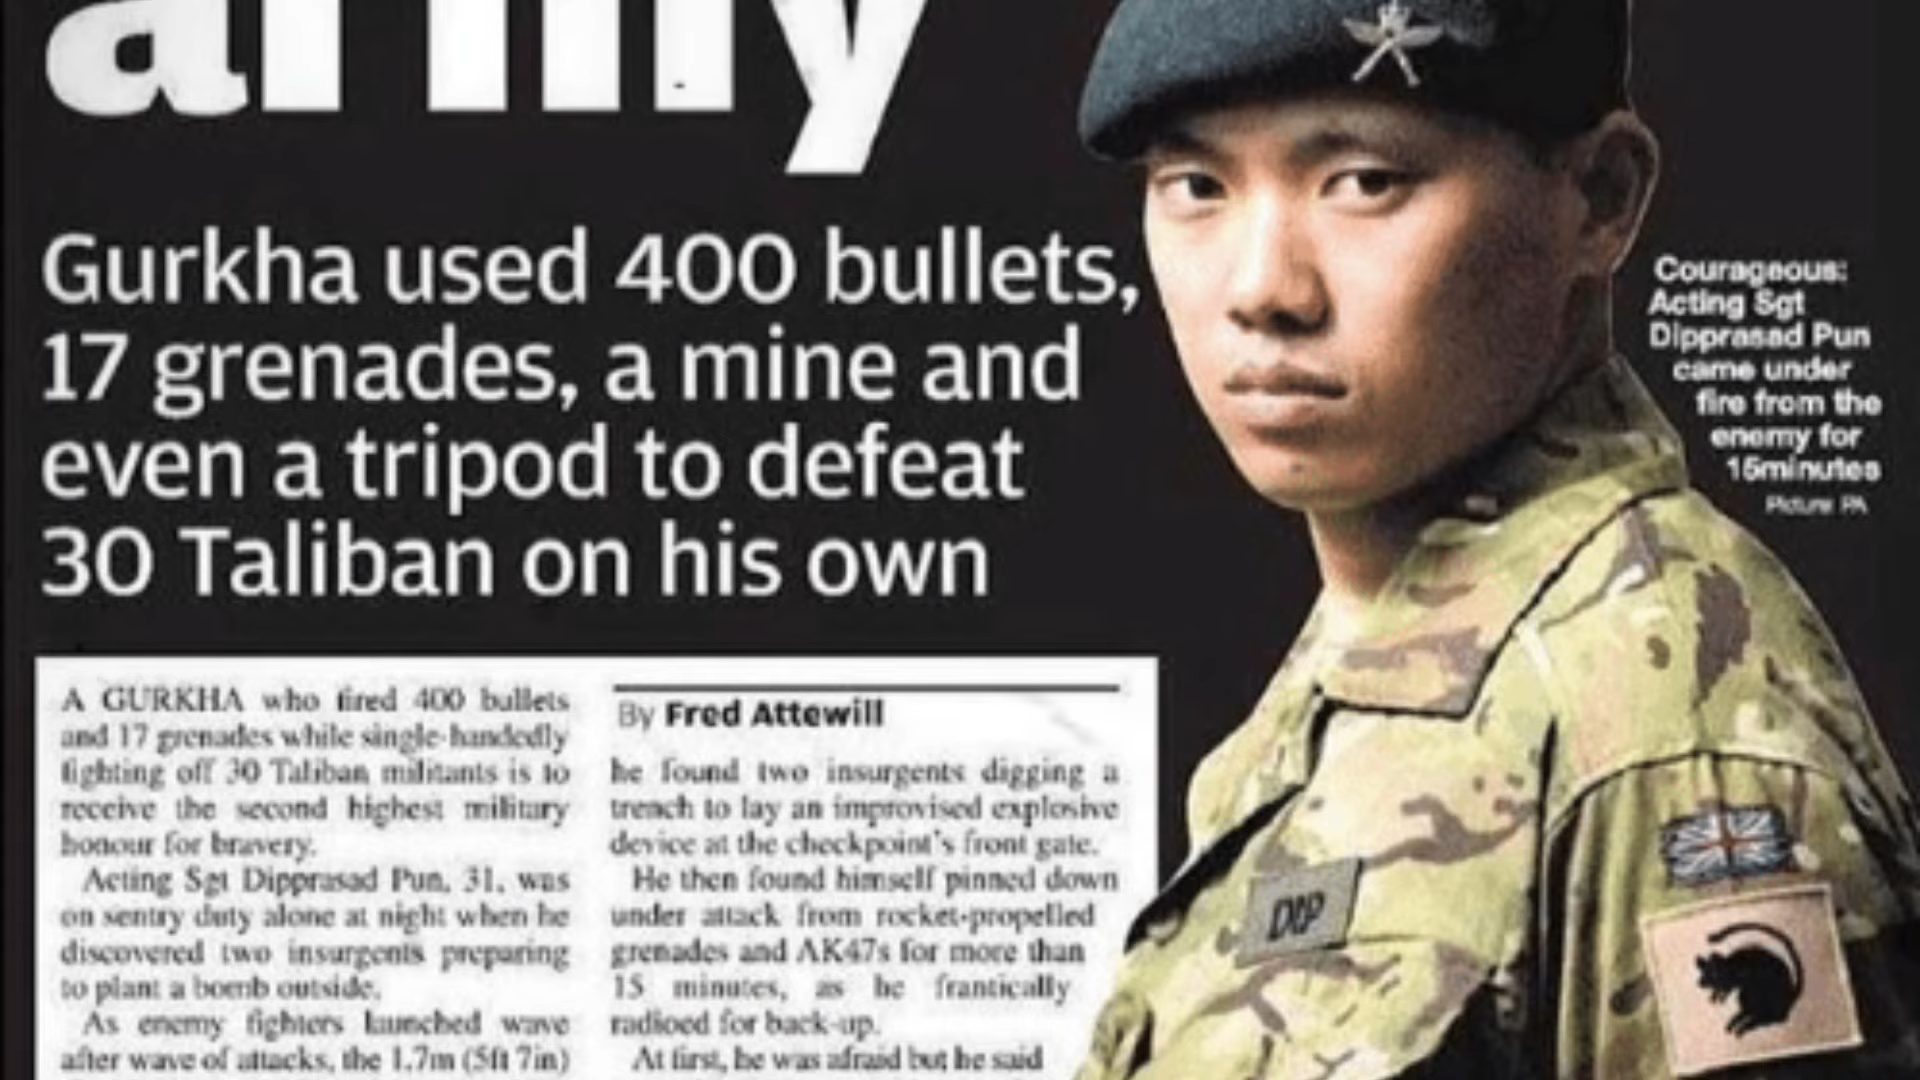 army
Gurkha used 400 bullets,
17 grenades, a mine and
even a tripod to defeat
30 Taliban on his own
Courageous:
Acting Sgt
Dipprasad Pun
came under
fire from the
enemy for
15minutes
Picture: PA
A GURKHA who fired 400 bullets
and 17 grenades while single-handedly
fighting off 30 Taliban militants is to
receive the second highest military
honour for bravery.
Acting Sgt Dipprasad Pun, 31, was
on sentry duty alone at night when he
discovered two insurgents preparing
to plant a bomb outside.
As enemy fighters launched wave
after wave of attacks, the 1.7m (5ft 7in)
By Fred Attewill
he found two insurgents digging a
trench to lay an improvised explosive
device at the checkpoint's front gate.
He then found himself pinned down
under attack from rocket-propelled
grenades and AK47s for more than
15 minutes, as he frantically
radioed for back-up.
At first, he was afraid but he said
DIP